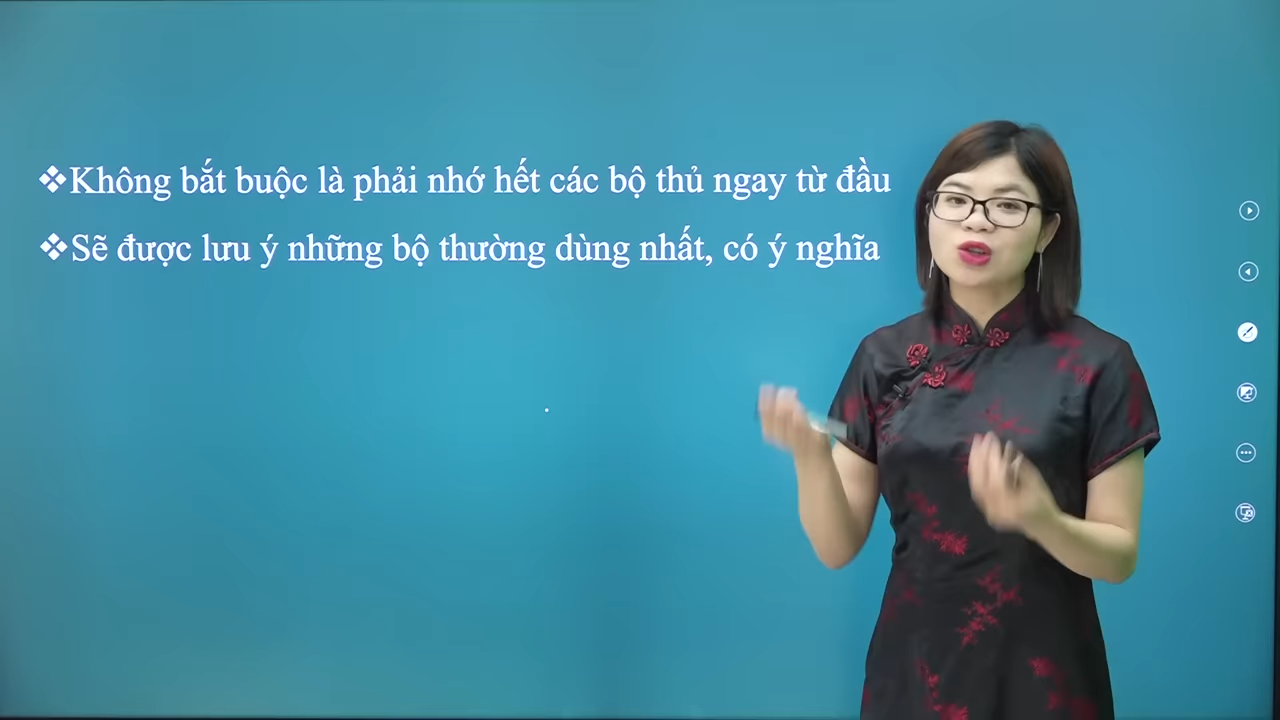 ❖Không bắt buộc là phải nhớ hết các bộ thủ ngay từ đầu
❖Sẽ được lưu ý những bộ thường dùng nhất, có ý nghĩa